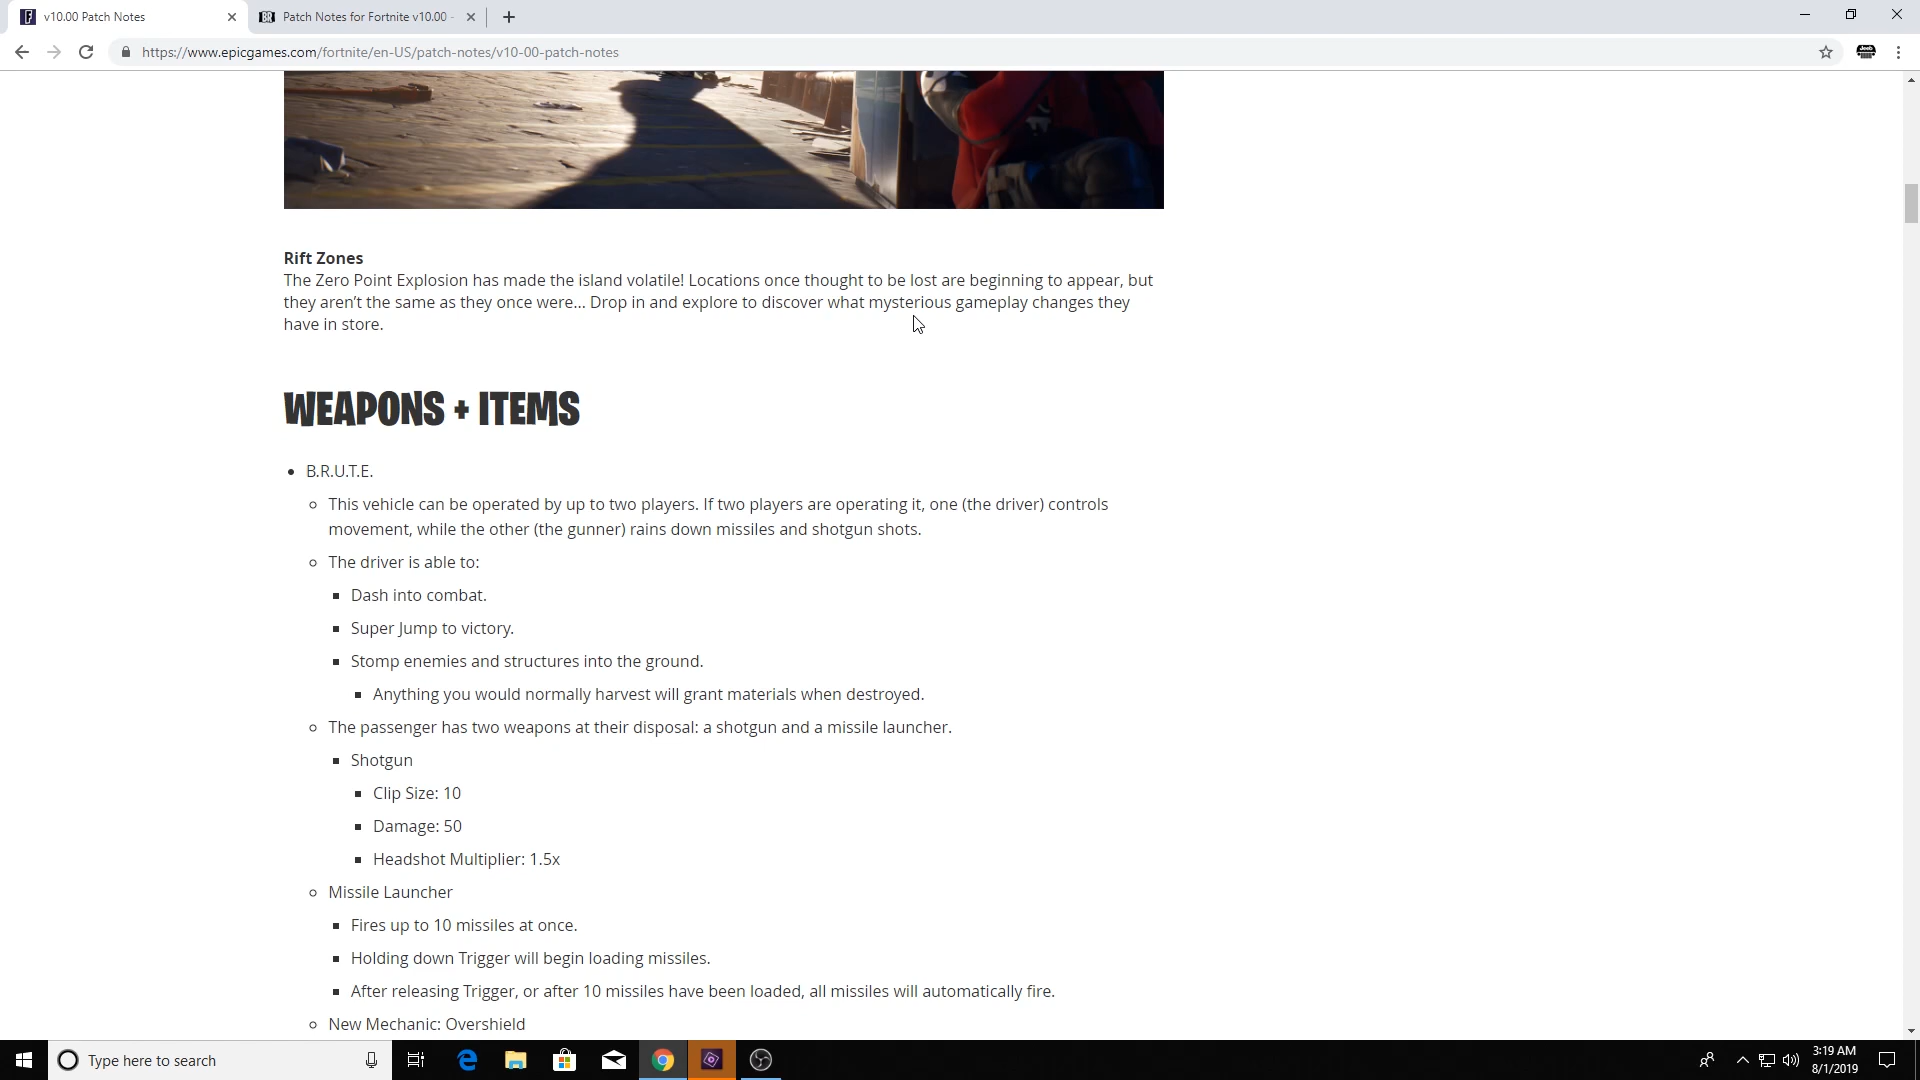 v10.00 Patch Notes
Patch Notes for Fortnite v10.00 -
https://www.epicgames.com/fortnite/en-US/patch-notes/v10-00-patch-notes
Rift Zones
The Zero Point Explosion has made the island volatile! Locations once thought to be lost are beginning to appear, but
they aren’t the same as they once were... Drop in and explore to discover what mysterious gameplay changes they
have in store.
WEAPONS + ITEMS
B.R.U.T.E.
This vehicle can be operated by up to two players. If two players are operating it, one (the driver) controls
movement, while the other (the gunner) rains down missiles and shotgun shots.
The driver is able to:
Dash into combat.
Super Jump to victory.
Stomp enemies and structures into the ground.
Anything you would normally harvest will grant materials when destroyed.
The passenger has two weapons at their disposal: a shotgun and a missile launcher.
Shotgun
Clip Size: 10
Damage: 50
Headshot Multiplier: 1.5x
Missile Launcher
Fires up to 10 missiles at once.
Holding down Trigger will begin loading missiles.
After releasing Trigger, or after 10 missiles have been loaded, all missiles will automatically fire.
New Mechanic: Overshield
Type here to search
3:19 AM
8/1/2019